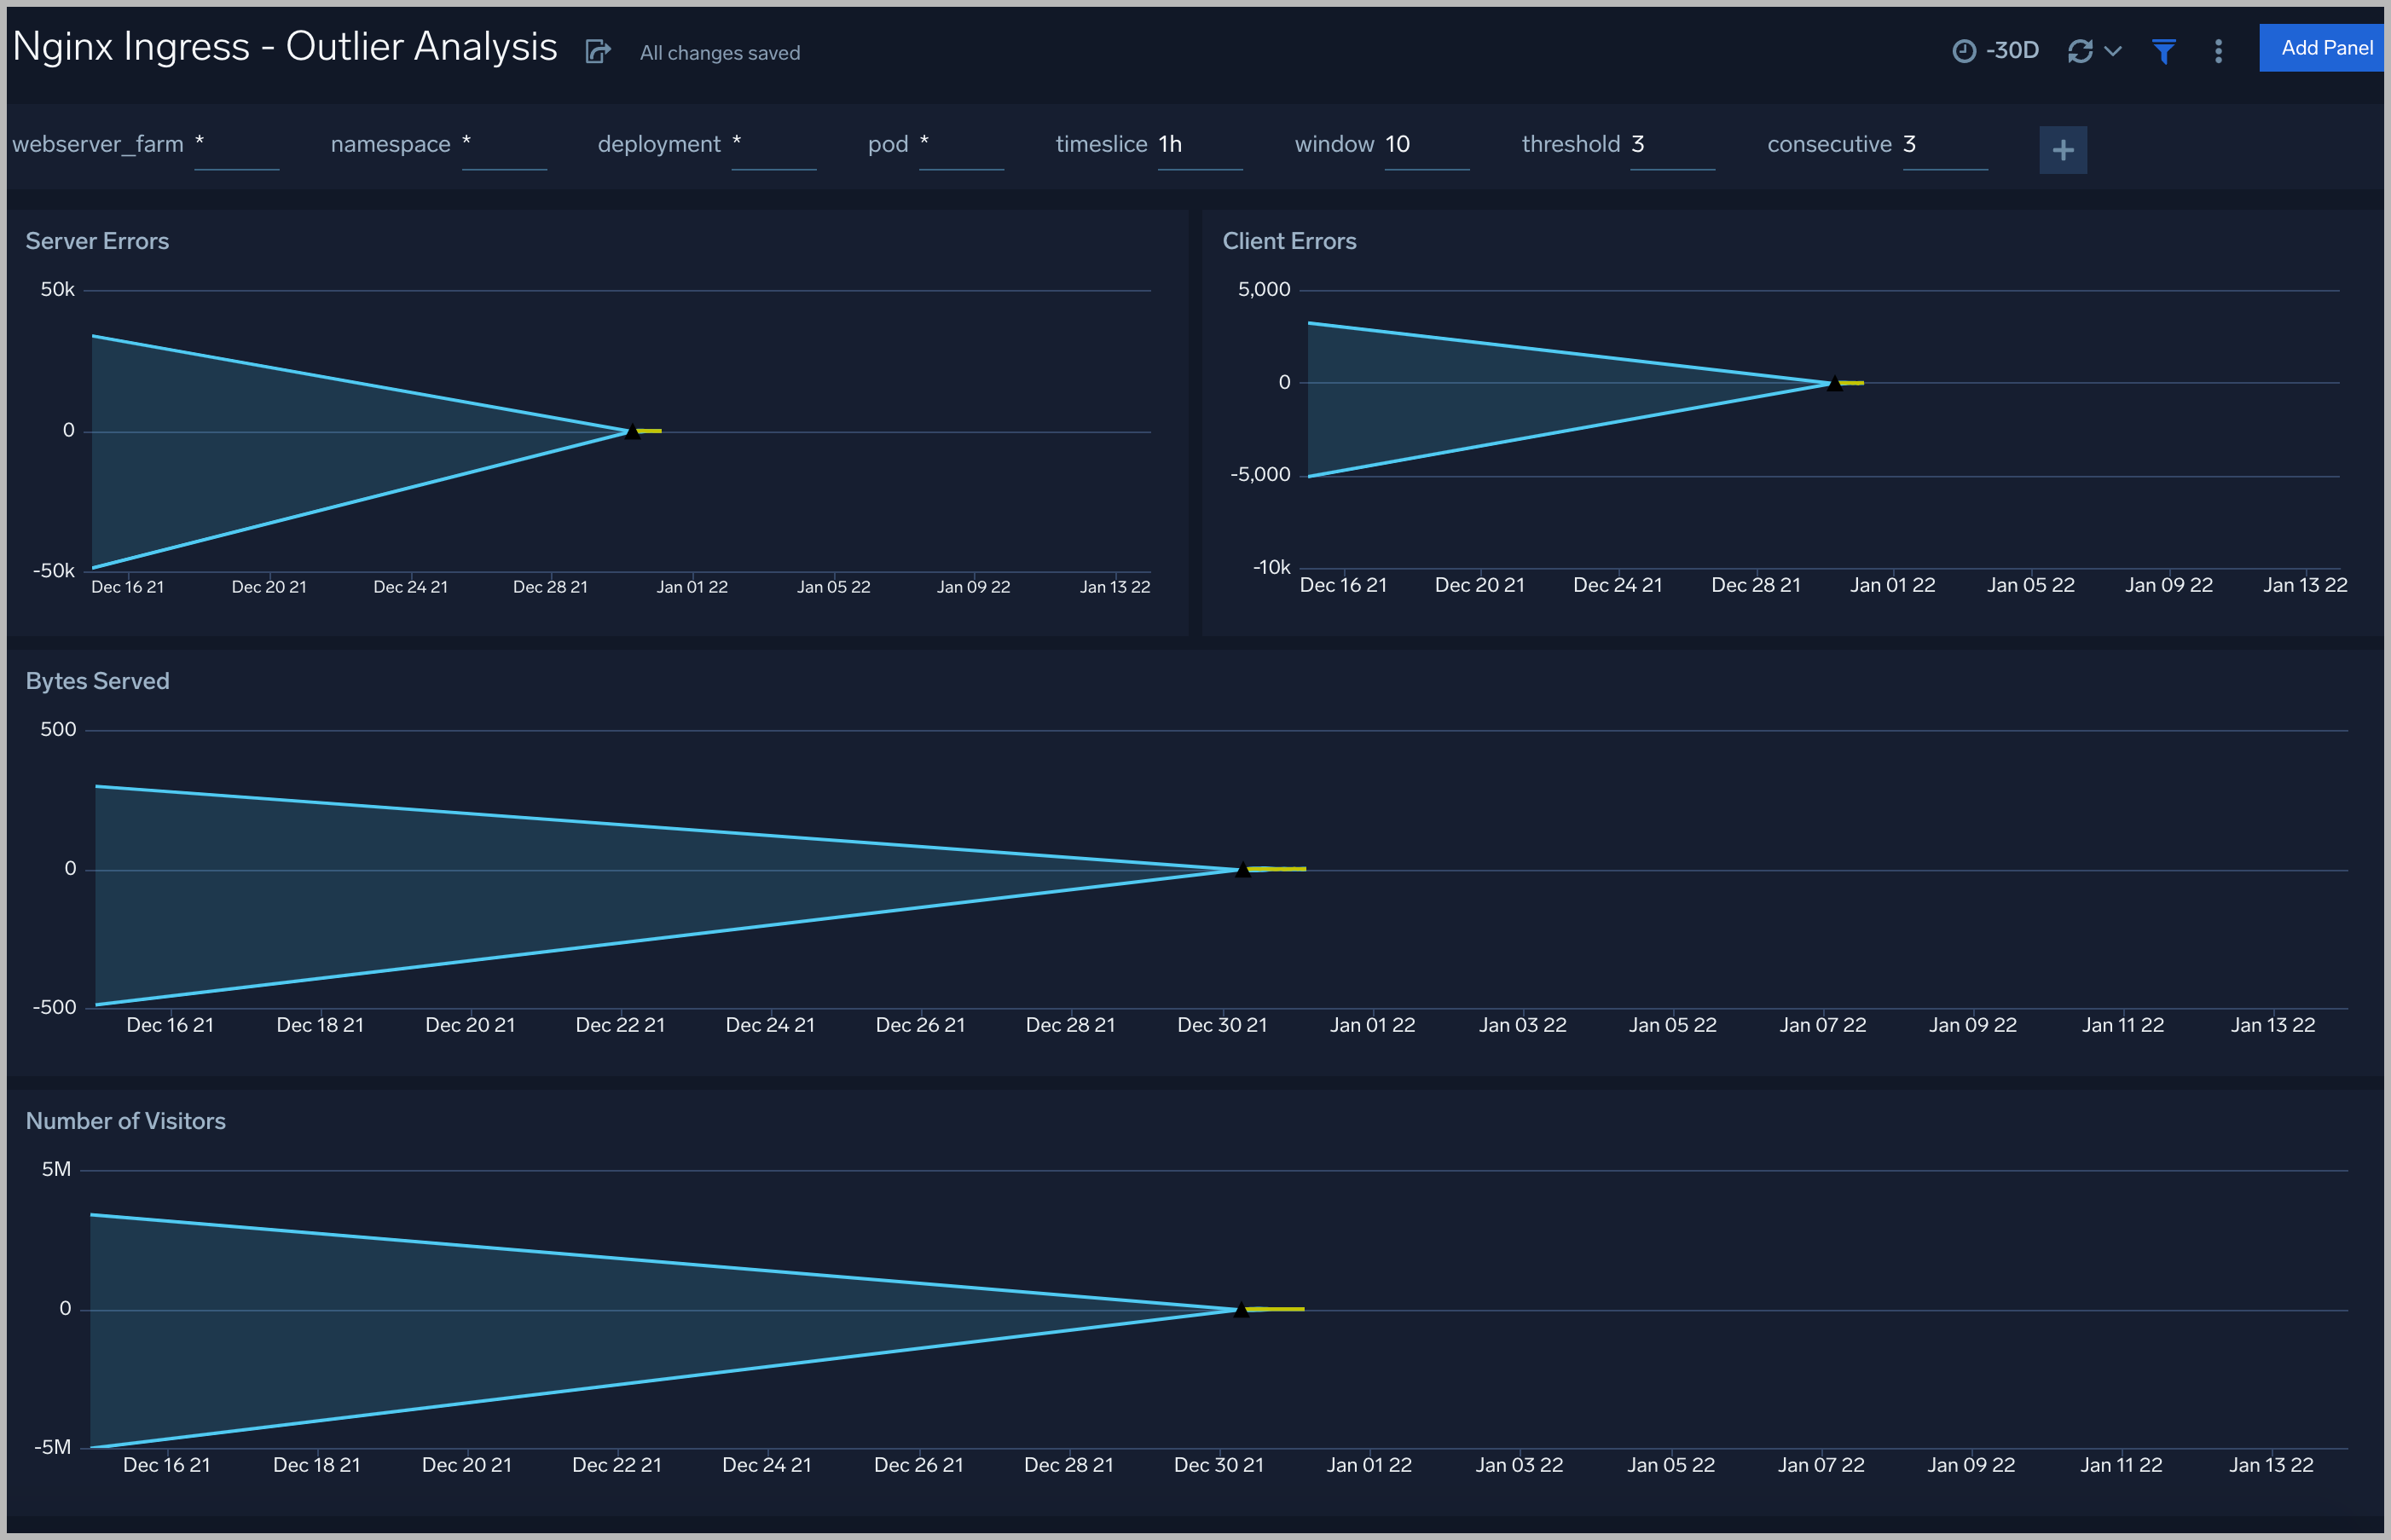 Nginx Ingress - Outlier Analysis All changes saved -30D Add Panel
webserver_farm * namespace * deployment * pod * timeslice 1h window 10 threshold 3 consecutive 3 +
Server Errors
50k
0
-50k
Dec 16 21 Dec 20 21 Dec 24 21 Dec 28 21 Jan 01 22 Jan 05 22 Jan 09 22 Jan 13 22
Client Errors
5,000
0
-5,000
-10k
Dec 16 21 Dec 20 21 Dec 24 21 Dec 28 21 Jan 01 22 Jan 05 22 Jan 09 22 Jan 13 22
Bytes Served
500
0
-500
Dec 16 21 Dec 18 21 Dec 20 21 Dec 22 21 Dec 24 21 Dec 26 21 Dec 28 21 Dec 30 21 Jan 01 22 Jan 03 22 Jan 05 22 Jan 07 22 Jan 09 22 Jan 11 22 Jan 13 22
Number of Visitors
5M
0
-5M
Dec 16 21 Dec 18 21 Dec 20 21 Dec 22 21 Dec 24 21 Dec 26 21 Dec 28 21 Dec 30 21 Jan 01 22 Jan 03 22 Jan 05 22 Jan 07 22 Jan 09 22 Jan 11 22 Jan 13 22